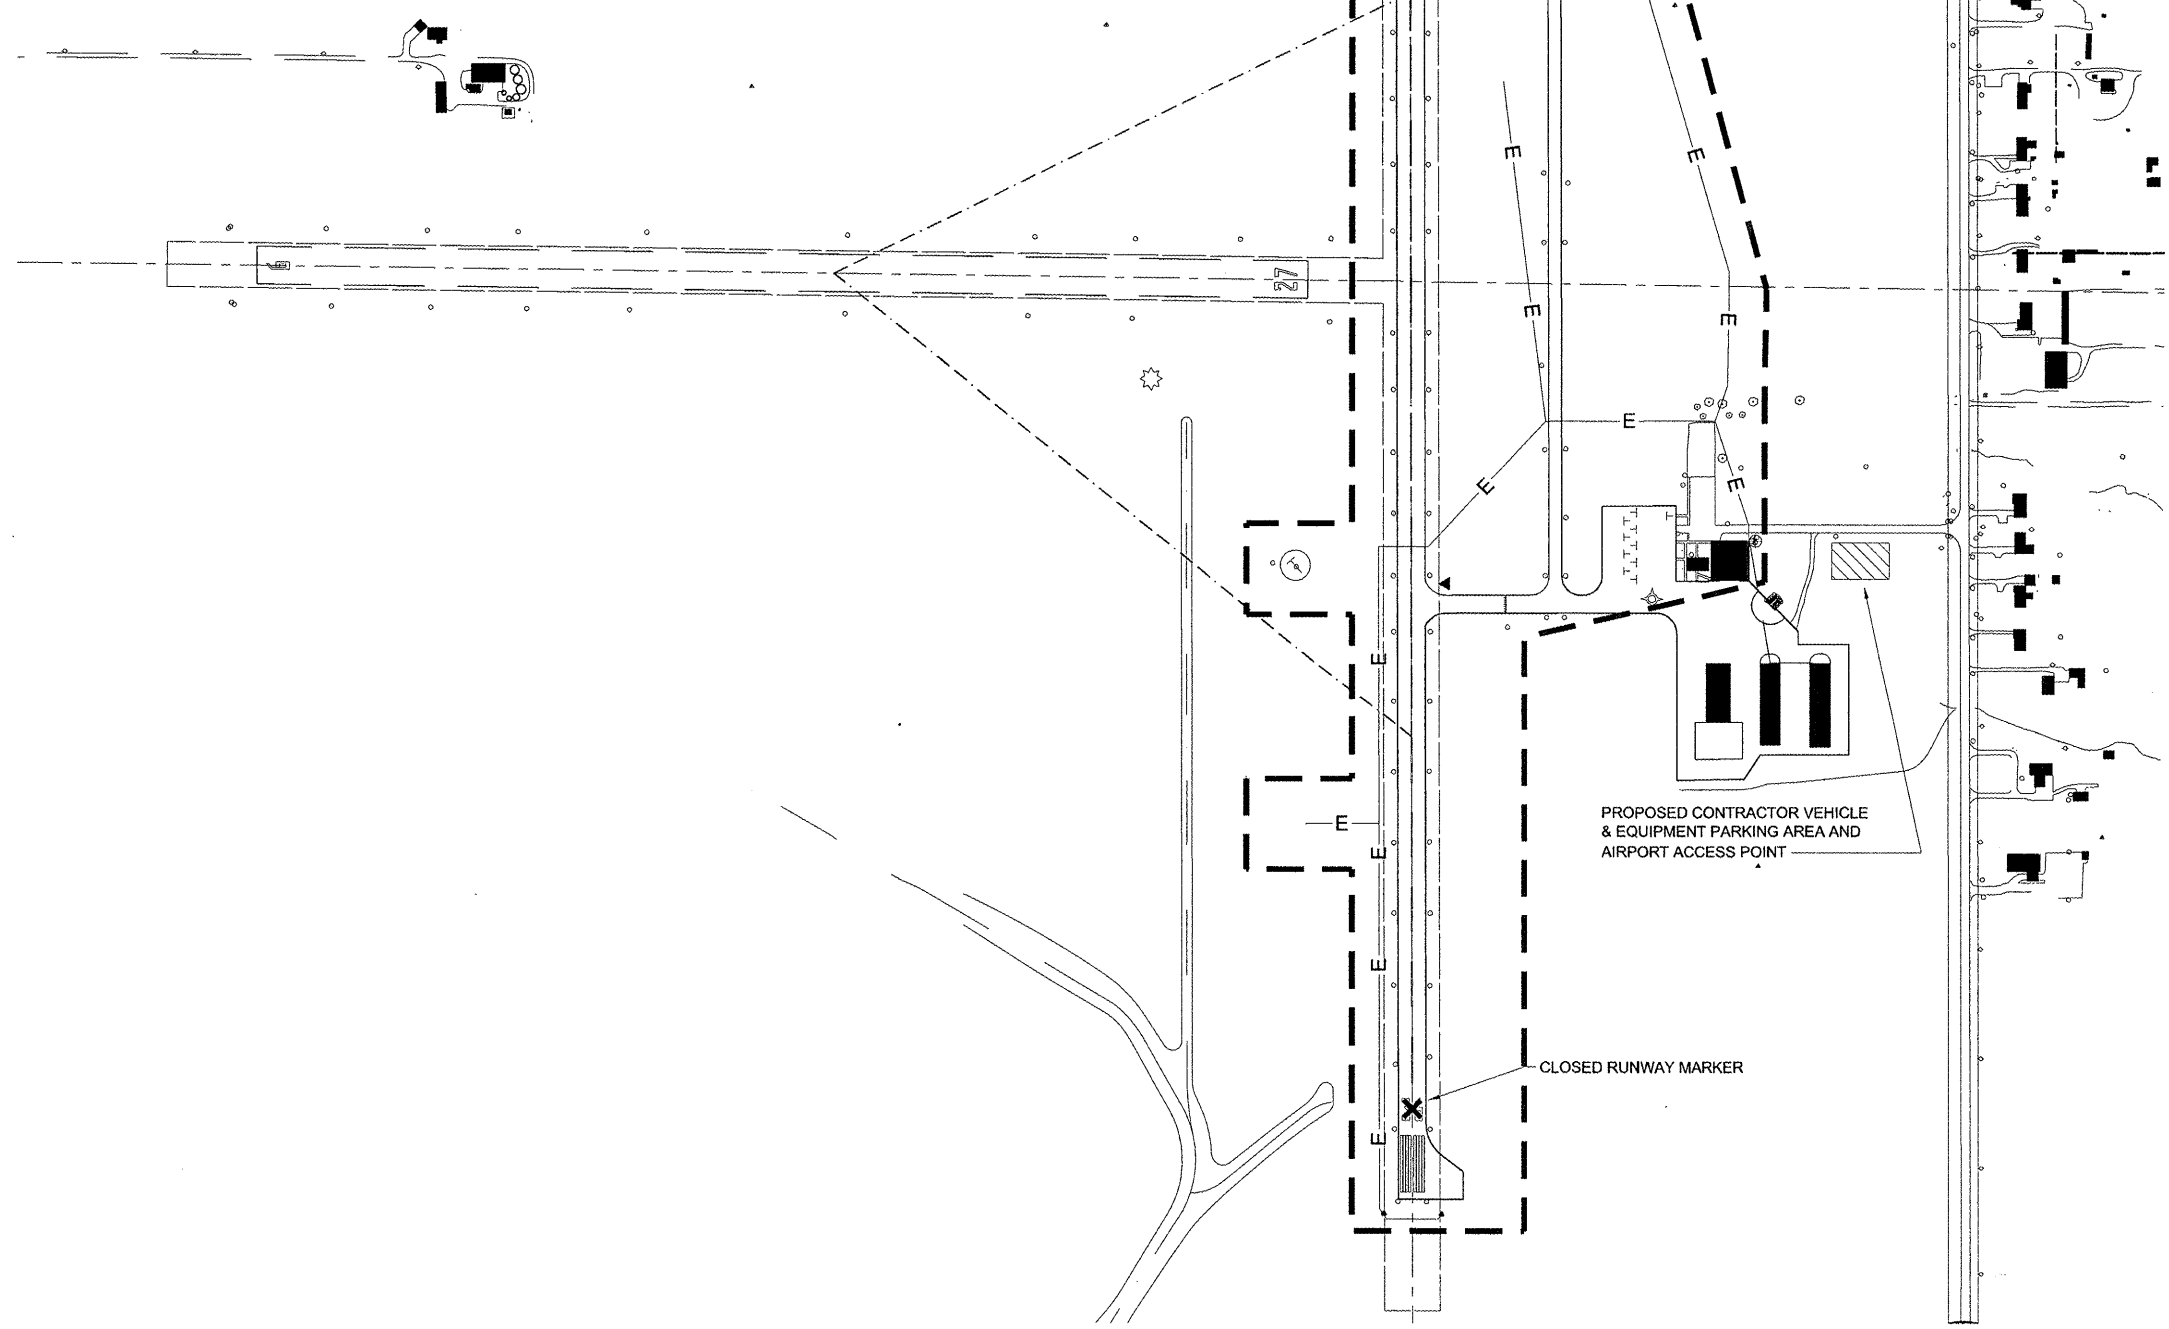 E
E
27
E
E
E
E
E
E
PROPOSED CONTRACTOR VEHICLE
& EQUIPMENT PARKING AREA AND
AIRPORT ACCESS POINT
E
E
E
CLOSED RUNWAY MARKER
E